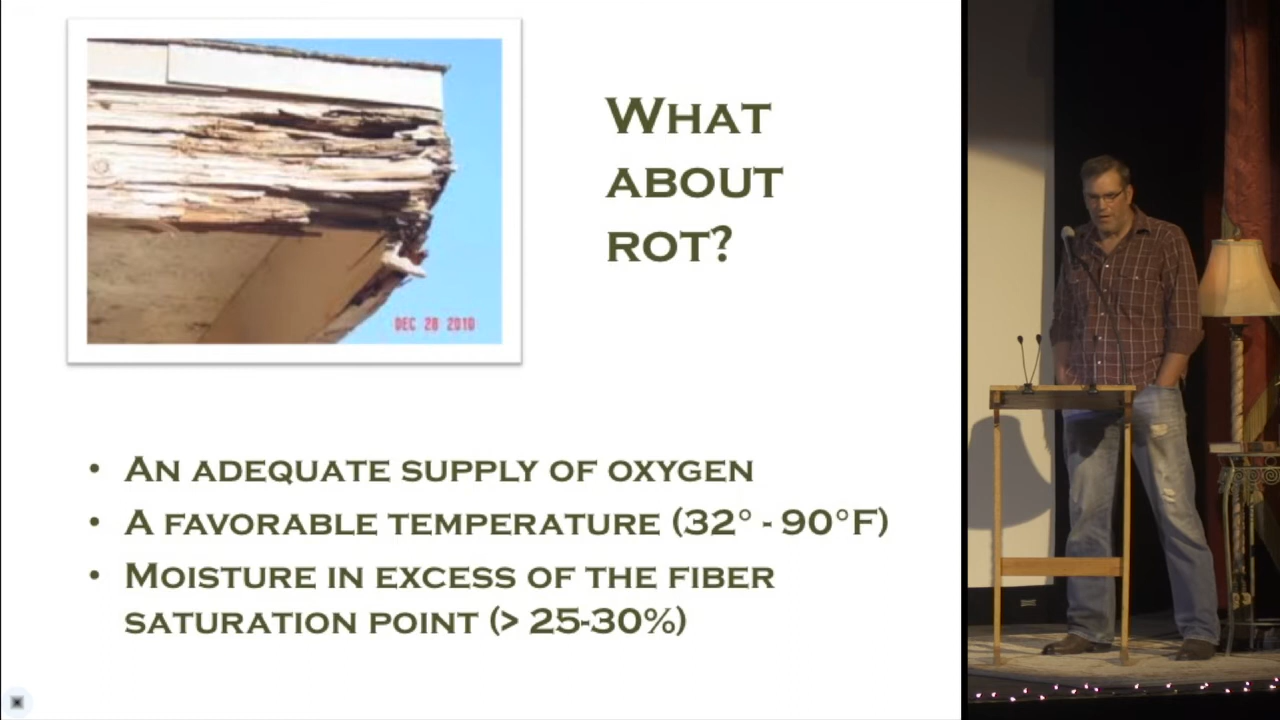 WHAT
ABOUT
ROT?
DEC 28 2010
• AN ADEQUATE SUPPLY OF OXYGEN
• A FAVORABLE TEMPERATURE (32° - 90°F)
• MOISTURE IN EXCESS OF THE FIBER
SATURATION POINT (> 25-30%)